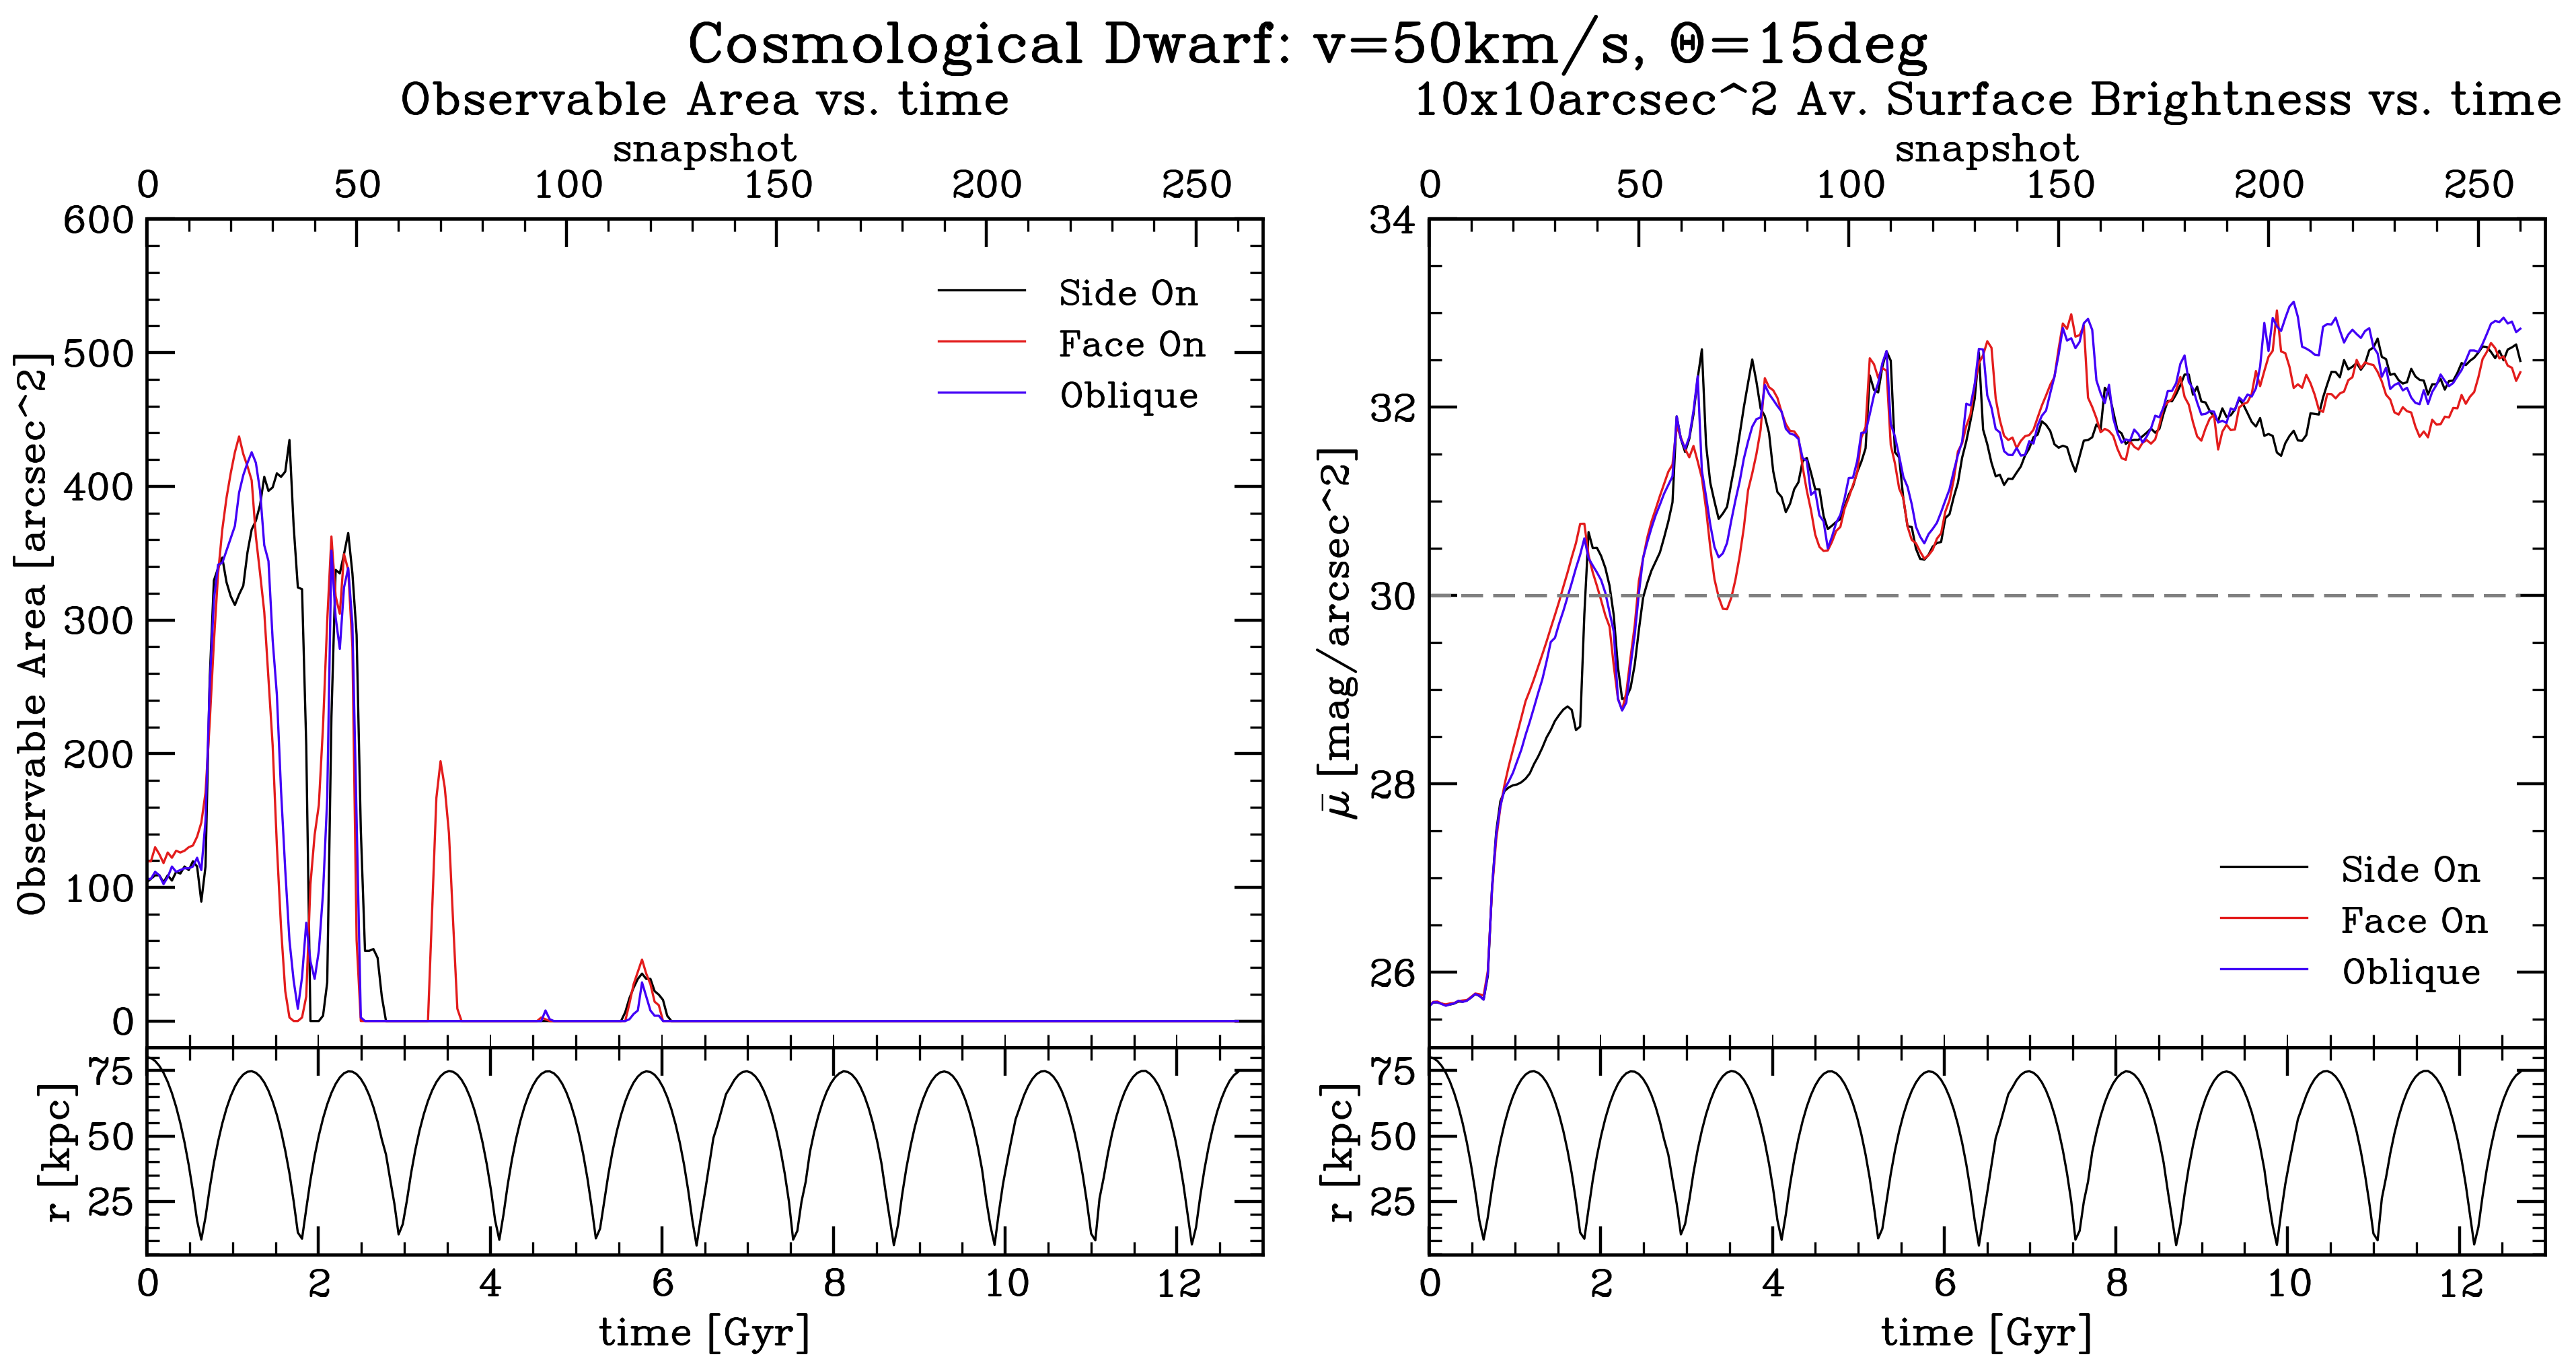 Cosmological Dwarf: v=50km/s, Θ=15deg
Observable Area vs. time
snapshot
0 50 100 150 200 250
600
500
400
300
200
100
0
Observable Area [arcsec^2]
Side On
Face On
Oblique
75
50
25
r [kpc]
0 2 4 6 8 10 12
time [Gyr]
10x10arcsec^2 Av. Surface Brightness vs. time
snapshot
0 50 100 150 200 250
34
32
30
28
26
μ̄ [mag/arcsec^2]
Side On
Face On
Oblique
75
50
25
r [kpc]
0 2 4 6 8 10 12
time [Gyr]